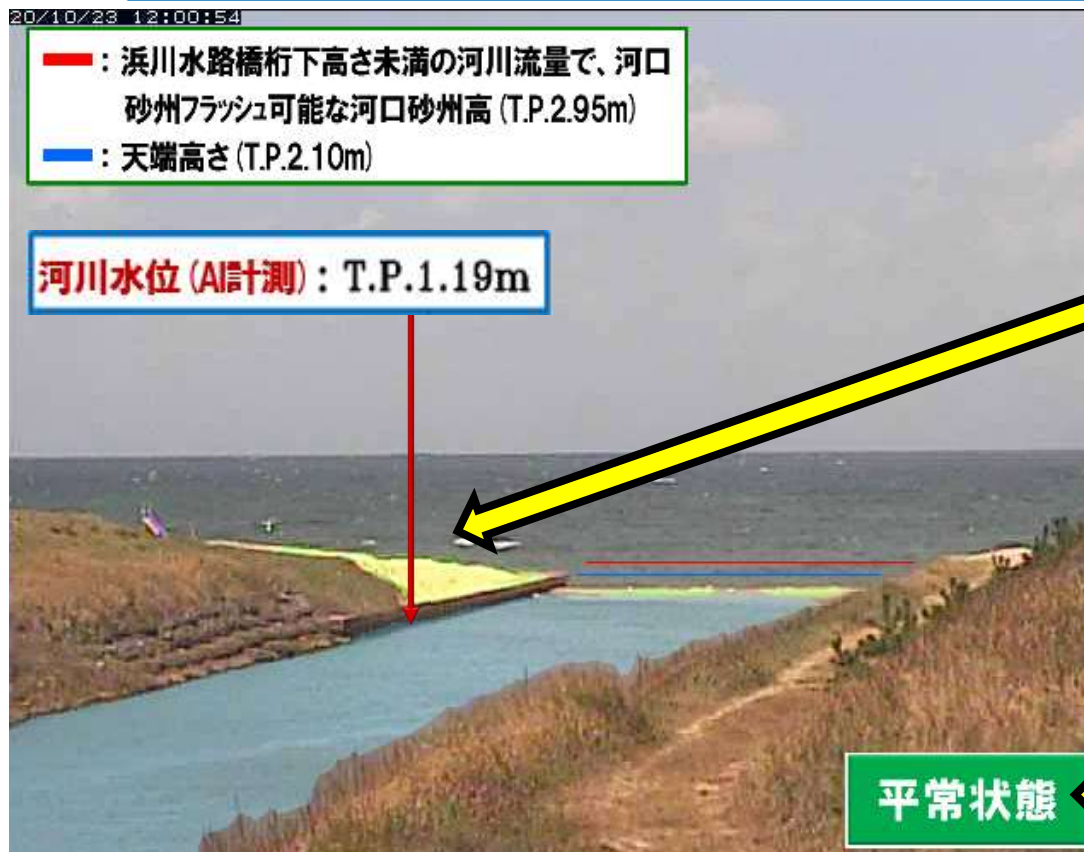 20/10/23 12:00:54
━:浜川水路橋桁下高さ未満の河川流量で、河口
砂州フラッシュ可能な河口砂州高(T.P.2.95m)
━:天端高さ(T.P.2.10m)
河川水位(AI計測):T.P.1.19m
平常状態